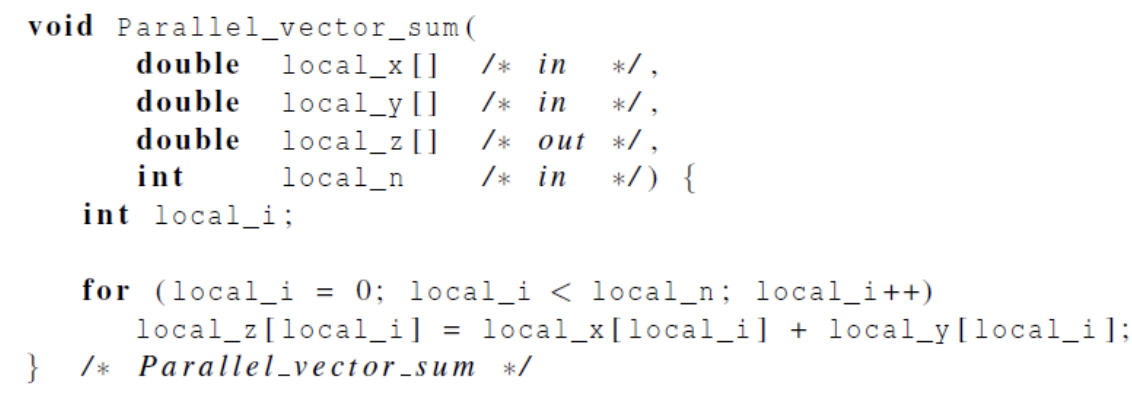 void Parallel_vector_sum(
      double  local_x[]  /* in  */,
      double  local_y[]  /* in  */,
      double  local_z[]  /* out */,
      int     local_n    /* in  */) {
   int local_i;

   for (local_i = 0; local_i < local_n; local_i++)
      local_z[local_i] = local_x[local_i] + local_y[local_i];
}  /* Parallel_vector_sum */